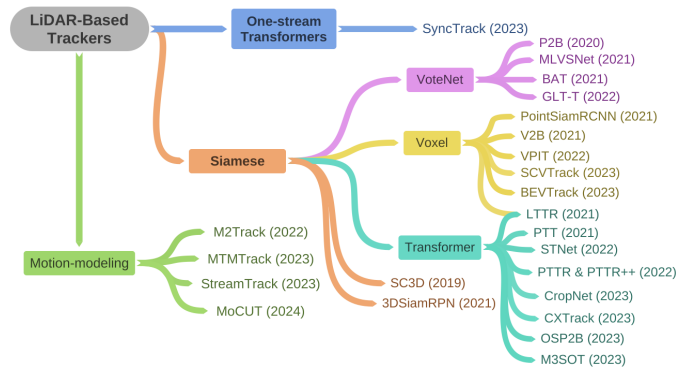 LiDAR-Based
Trackers
One-stream
Transformers
SyncTrack (2023)
VoteNet
P2B (2020)
MLVSNet (2021)
BAT (2021)
GLT-T (2022)
Siamese
Voxel
PointSiamRCNN (2021)
V2B (2021)
VPIT (2022)
SCVTrack (2023)
BEVTrack (2023)
Transformer
LTTR (2021)
PTT (2021)
STNet (2022)
PTTR & PTTR++ (2022)
CropNet (2023)
CXTrack (2023)
OSP2B (2023)
M3SOT (2023)
SC3D (2019)
3DSiamRPN (2021)
Motion-modeling
M2Track (2022)
MTMTrack (2023)
StreamTrack (2023)
MoCUT (2024)